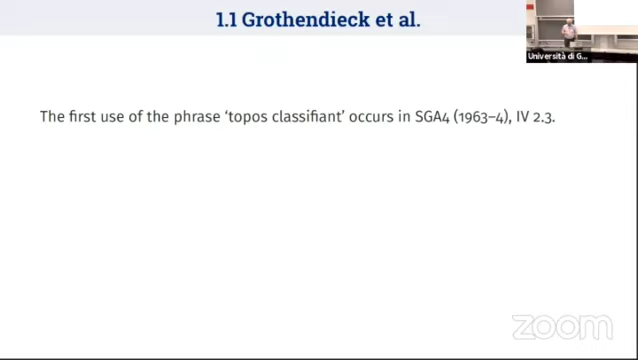 1.1 Grothendieck et al.
Università di G...
The first use of the phrase ‘topos classifiant’ occurs in SGA4 (1963–4), IV 2.3.
zoom